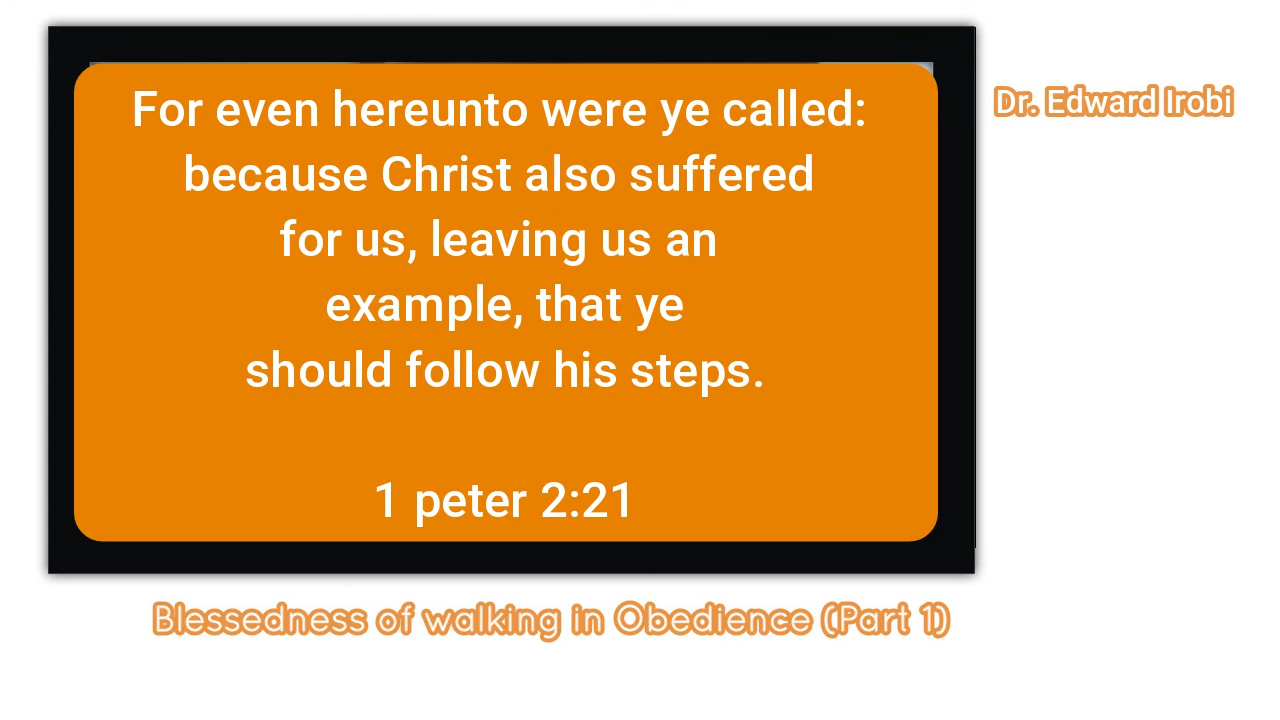 For even hereunto were ye called:
because Christ also suffered
for us, leaving us an
example, that ye
should follow his steps.
1 peter 2:21
Dr. Edward Irobi
Blessedness of walking in Obedience (Part 1)